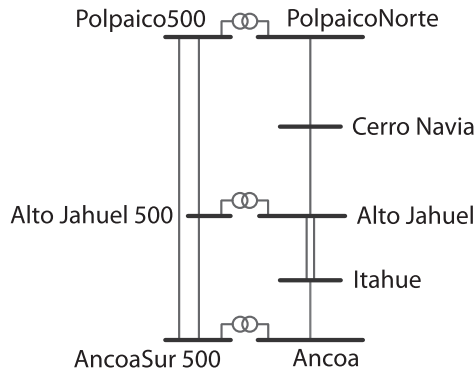 Polpaico500
PolpaicoNorte
Cerro Navia
Alto Jahuel 500
Alto Jahuel
Itahue
AncoaSur 500
Ancoa